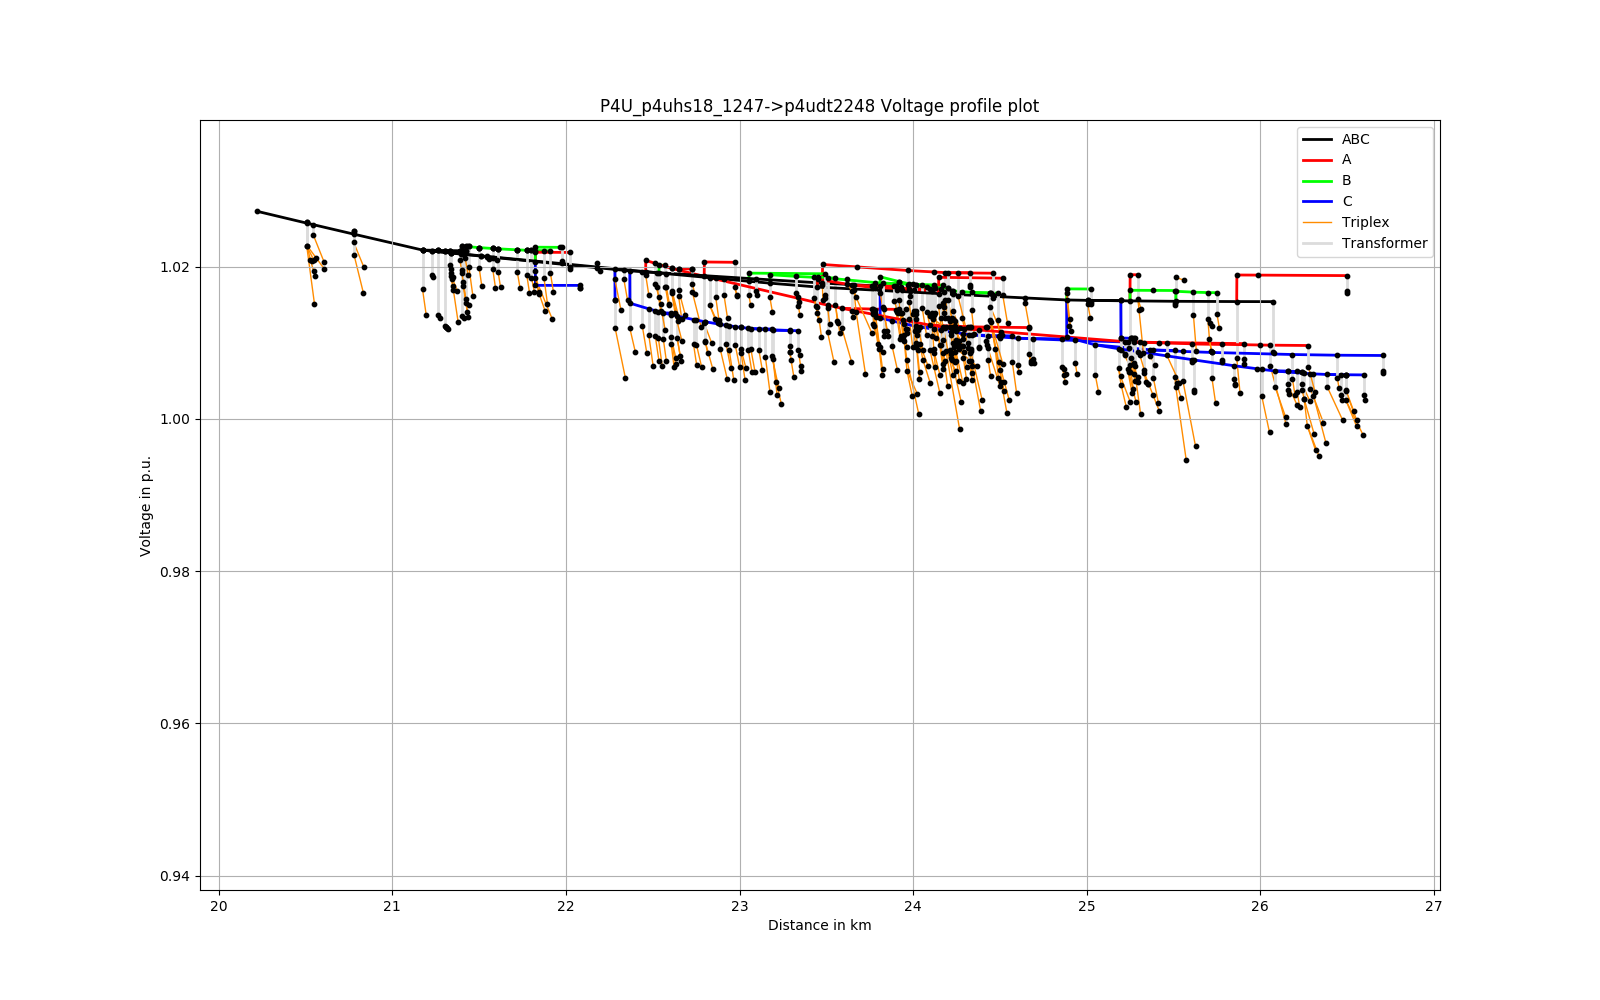 P4U_p4uhs18_1247->p4udt2248 Voltage profile plot
ABC
A
B
C
Triplex
Transformer
Voltage in p.u.
1.02
1.00
0.98
0.96
0.94
20 21 22 23 24 25 26 27
Distance in km